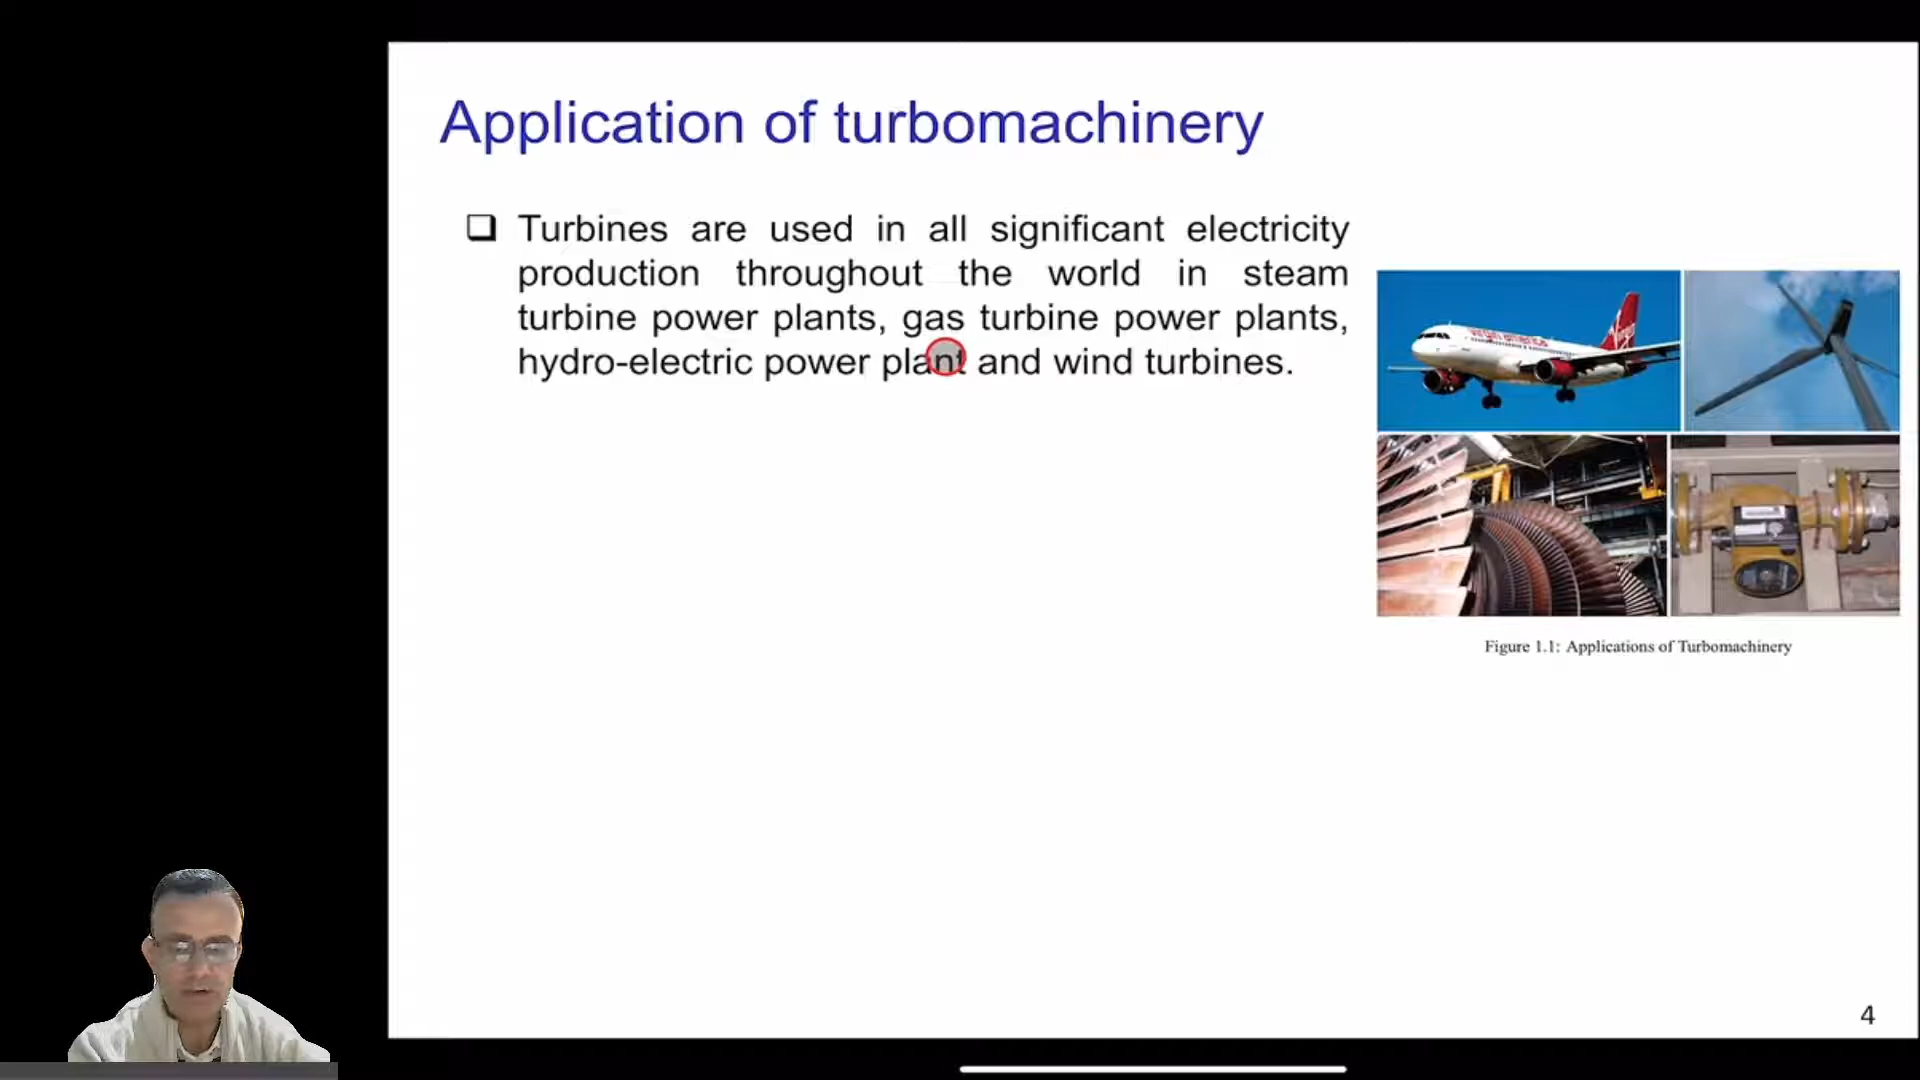 Application of turbomachinery
Turbines are used in all significant electricity
production throughout the world in steam
turbine power plants, gas turbine power plants,
hydro-electric power plant and wind turbines.
Figure 1.1: Applications of Turbomachinery
4